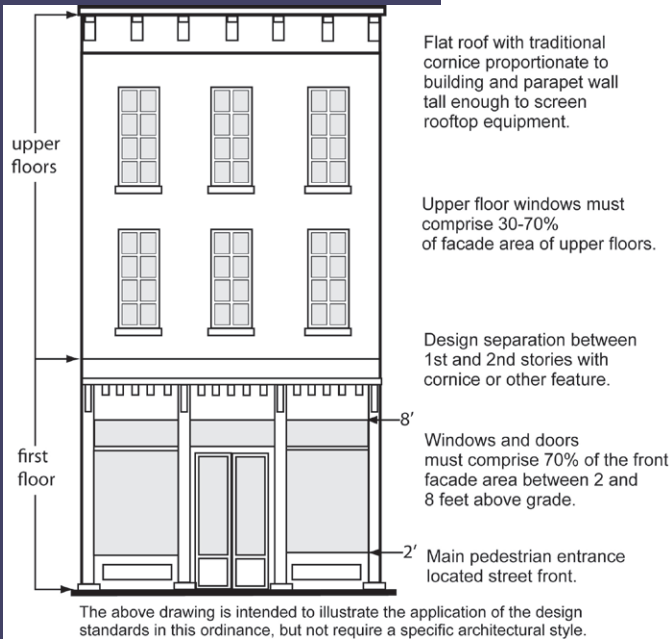 Flat roof with traditional
cornice proportionate to
building and parapet wall
tall enough to screen
rooftop equipment.
upper
floors
Upper floor windows must
comprise 30-70%
of facade area of upper floors.
Design separation between
1st and 2nd stories with
cornice or other feature.
8′
Windows and doors
must comprise 70% of the front
facade area between 2 and
8 feet above grade.
first
floor
2′
Main pedestrian entrance
located street front.
The above drawing is intended to illustrate the application of the design
standards in this ordinance, but not require a specific architectural style.